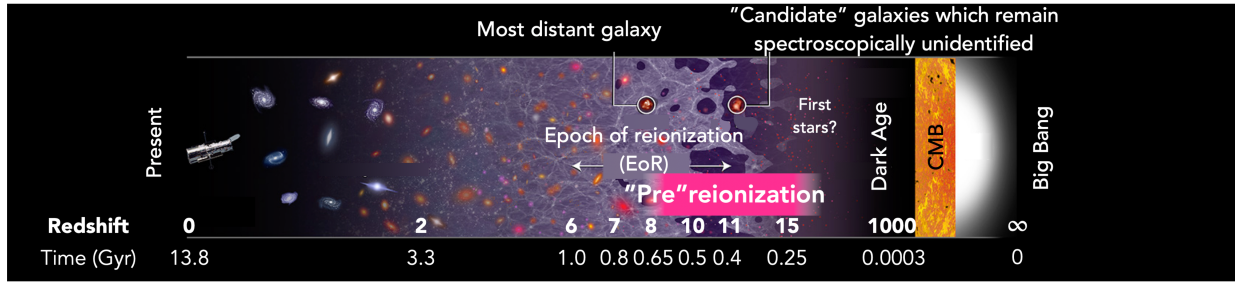 Most distant galaxy
”Candidate” galaxies which remain
spectroscopically unidentified
Present
First
stars?
Epoch of reionization
(EoR)
”Pre”reionization
Dark Age
CMB
Big Bang
Redshift 0 2 6 7 8 10 11 15 1000 ∞
Time (Gyr) 13.8 3.3 1.0 0.8 0.65 0.5 0.4 0.25 0.0003 0